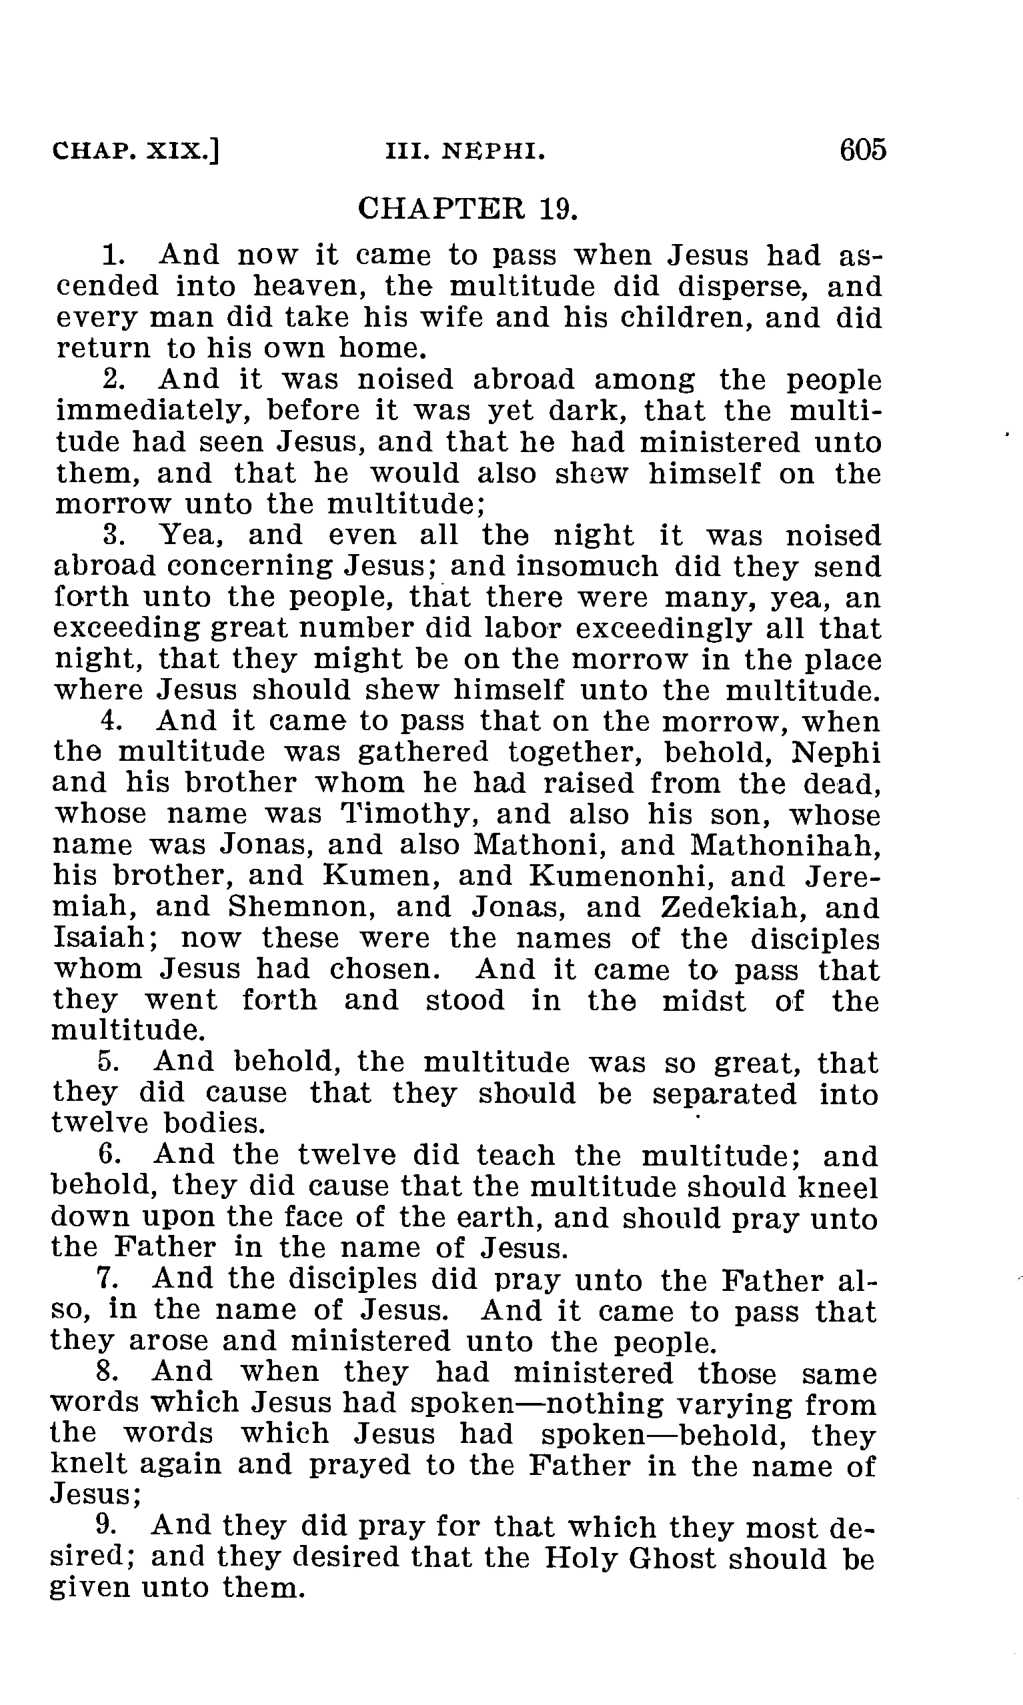 CHAP. XIX.] III. NEPHI. 605
CHAPTER 19.
1. And now it came to pass when Jesus had as-
cended into heaven, the multitude did disperse, and
every man did take his wife and his children, and did
return to his own home.
2. And it was noised abroad among the people
immediately, before it was yet dark, that the multi-
tude had seen Jesus, and that he had ministered unto
them, and that he would also shew himself on the
morrow unto the multitude;
3. Yea, and even all the night it was noised
abroad concerning Jesus; and insomuch did they send
forth unto the people, that there were many, yea, an
exceeding great number did labor exceedingly all that
night, that they might be on the morrow in the place
where Jesus should shew himself unto the multitude.
4. And it came to pass that on the morrow, when
the multitude was gathered together, behold, Nephi
and his brother whom he had raised from the dead,
whose name was Timothy, and also his son, whose
name was Jonas, and also Mathoni, and Mathonihah,
his brother, and Kumen, and Kumenonhi, and Jere-
miah, and Shemnon, and Jonas, and Zedekiah, and
Isaiah; now these were the names of the disciples
whom Jesus had chosen. And it came to pass that
they went forth and stood in the midst of the
multitude.
5. And behold, the multitude was so great, that
they did cause that they should be separated into
twelve bodies.
6. And the twelve did teach the multitude; and
behold, they did cause that the multitude should kneel
down upon the face of the earth, and should pray unto
the Father in the name of Jesus.
7. And the disciples did pray unto the Father al-
so, in the name of Jesus. And it came to pass that
they arose and ministered unto the people.
8. And when they had ministered those same
words which Jesus had spoken—nothing varying from
the words which Jesus had spoken—behold, they
knelt again and prayed to the Father in the name of
Jesus;
9. And they did pray for that which they most de-
sired; and they desired that the Holy Ghost should be
given unto them.